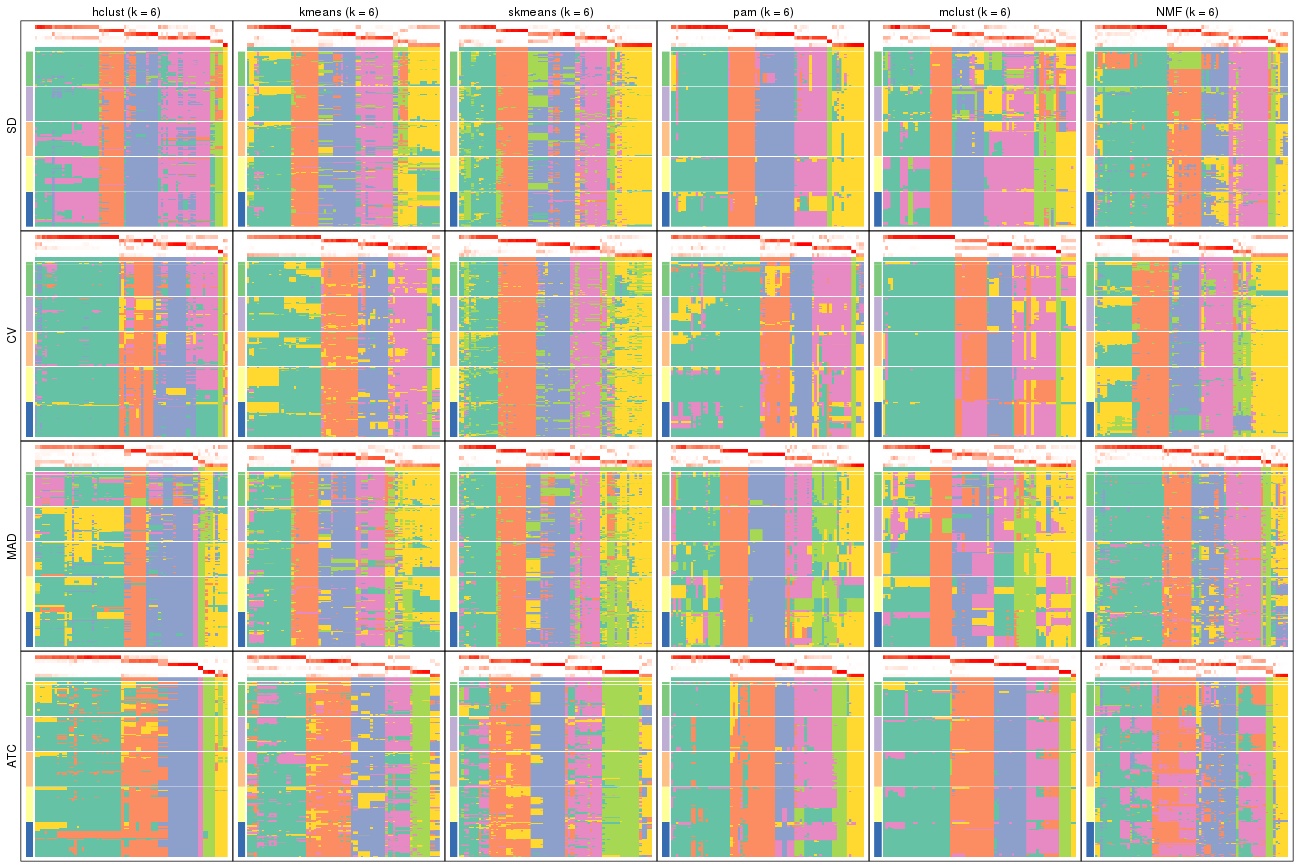 hclust (k = 6) kmeans (k = 6) skmeans (k = 6) pam (k = 6) mclust (k = 6) NMF (k = 6)
SD
CV
MAD
ATC